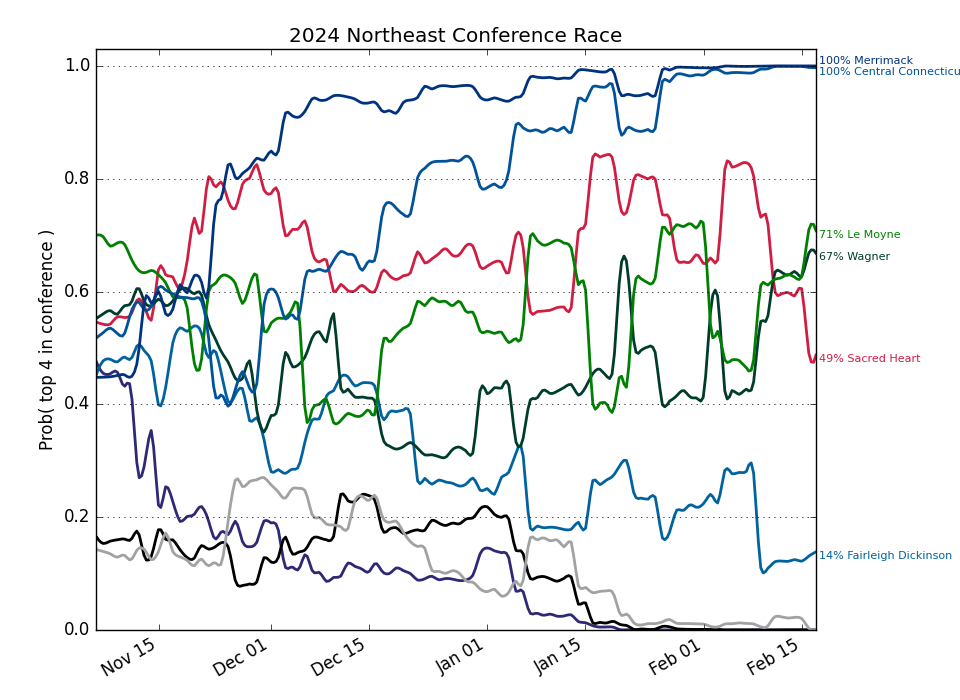 2024 Northeast Conference Race
Prob( top 4 in conference )
1.0
0.8
0.6
0.4
0.2
0.0
Nov 15
Dec 01
Dec 15
Jan 01
Jan 15
Feb 01
Feb 15
100% Merrimack
100% Central Connecticu
71% Le Moyne
67% Wagner
49% Sacred Heart
14% Fairleigh Dickinson